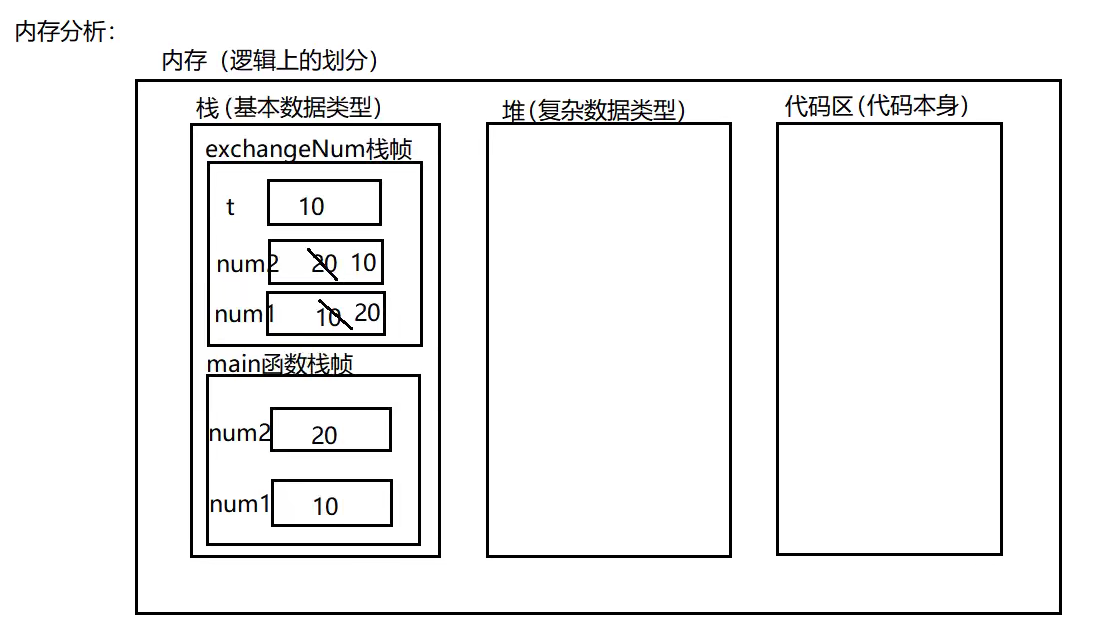 内存分析：
内存（逻辑上的划分）
栈(基本数据类型)
exchangeNum栈帧
t 10
num2 20 10
num1 10 20
main函数栈帧
num2 20
num1 10
堆(复杂数据类型)
代码区(代码本身)